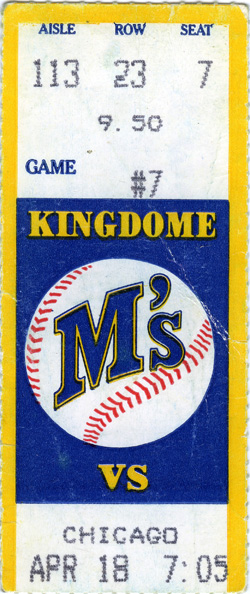 AISLE ROW SEAT
113 23 7
9.50
GAME
#7
KINGDOME
M's
VS
CHICAGO
APR 18 7:05